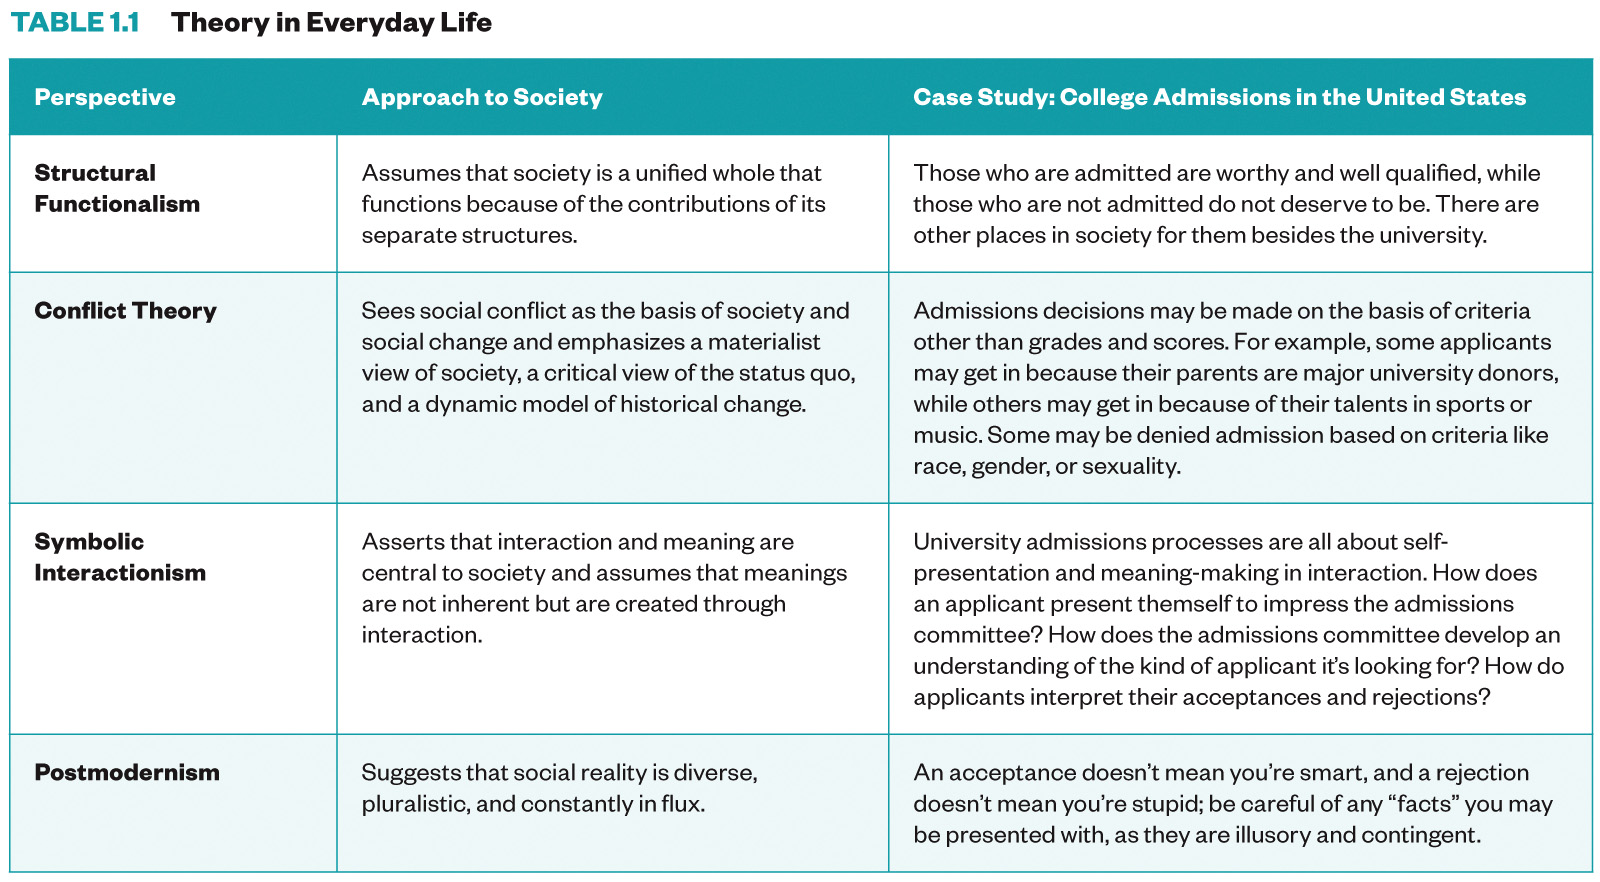 TABLE 1.1 Theory in Everyday Life
Perspective
Approach to Society
Case Study: College Admissions in the United States
Structural
Functionalism
Assumes that society is a unified whole that
functions because of the contributions of its
separate structures.
Those who are admitted are worthy and well qualified, while
those who are not admitted do not deserve to be. There are
other places in society for them besides the university.
Conflict Theory
Sees social conflict as the basis of society and
social change and emphasizes a materialist
view of society, a critical view of the status quo,
and a dynamic model of historical change.
Admissions decisions may be made on the basis of criteria
other than grades and scores. For example, some applicants
may get in because their parents are major university donors,
while others may get in because of their talents in sports or
music. Some may be denied admission based on criteria like
race, gender, or sexuality.
Symbolic
Interactionism
Asserts that interaction and meaning are
central to society and assumes that meanings
are not inherent but are created through
interaction.
University admissions processes are all about self-
presentation and meaning-making in interaction. How does
an applicant present themself to impress the admissions
committee? How does the admissions committee develop an
understanding of the kind of applicant it’s looking for? How do
applicants interpret their acceptances and rejections?
Postmodernism
Suggests that social reality is diverse,
pluralistic, and constantly in flux.
An acceptance doesn’t mean you’re smart, and a rejection
doesn’t mean you’re stupid; be careful of any “facts” you may
be presented with, as they are illusory and contingent.